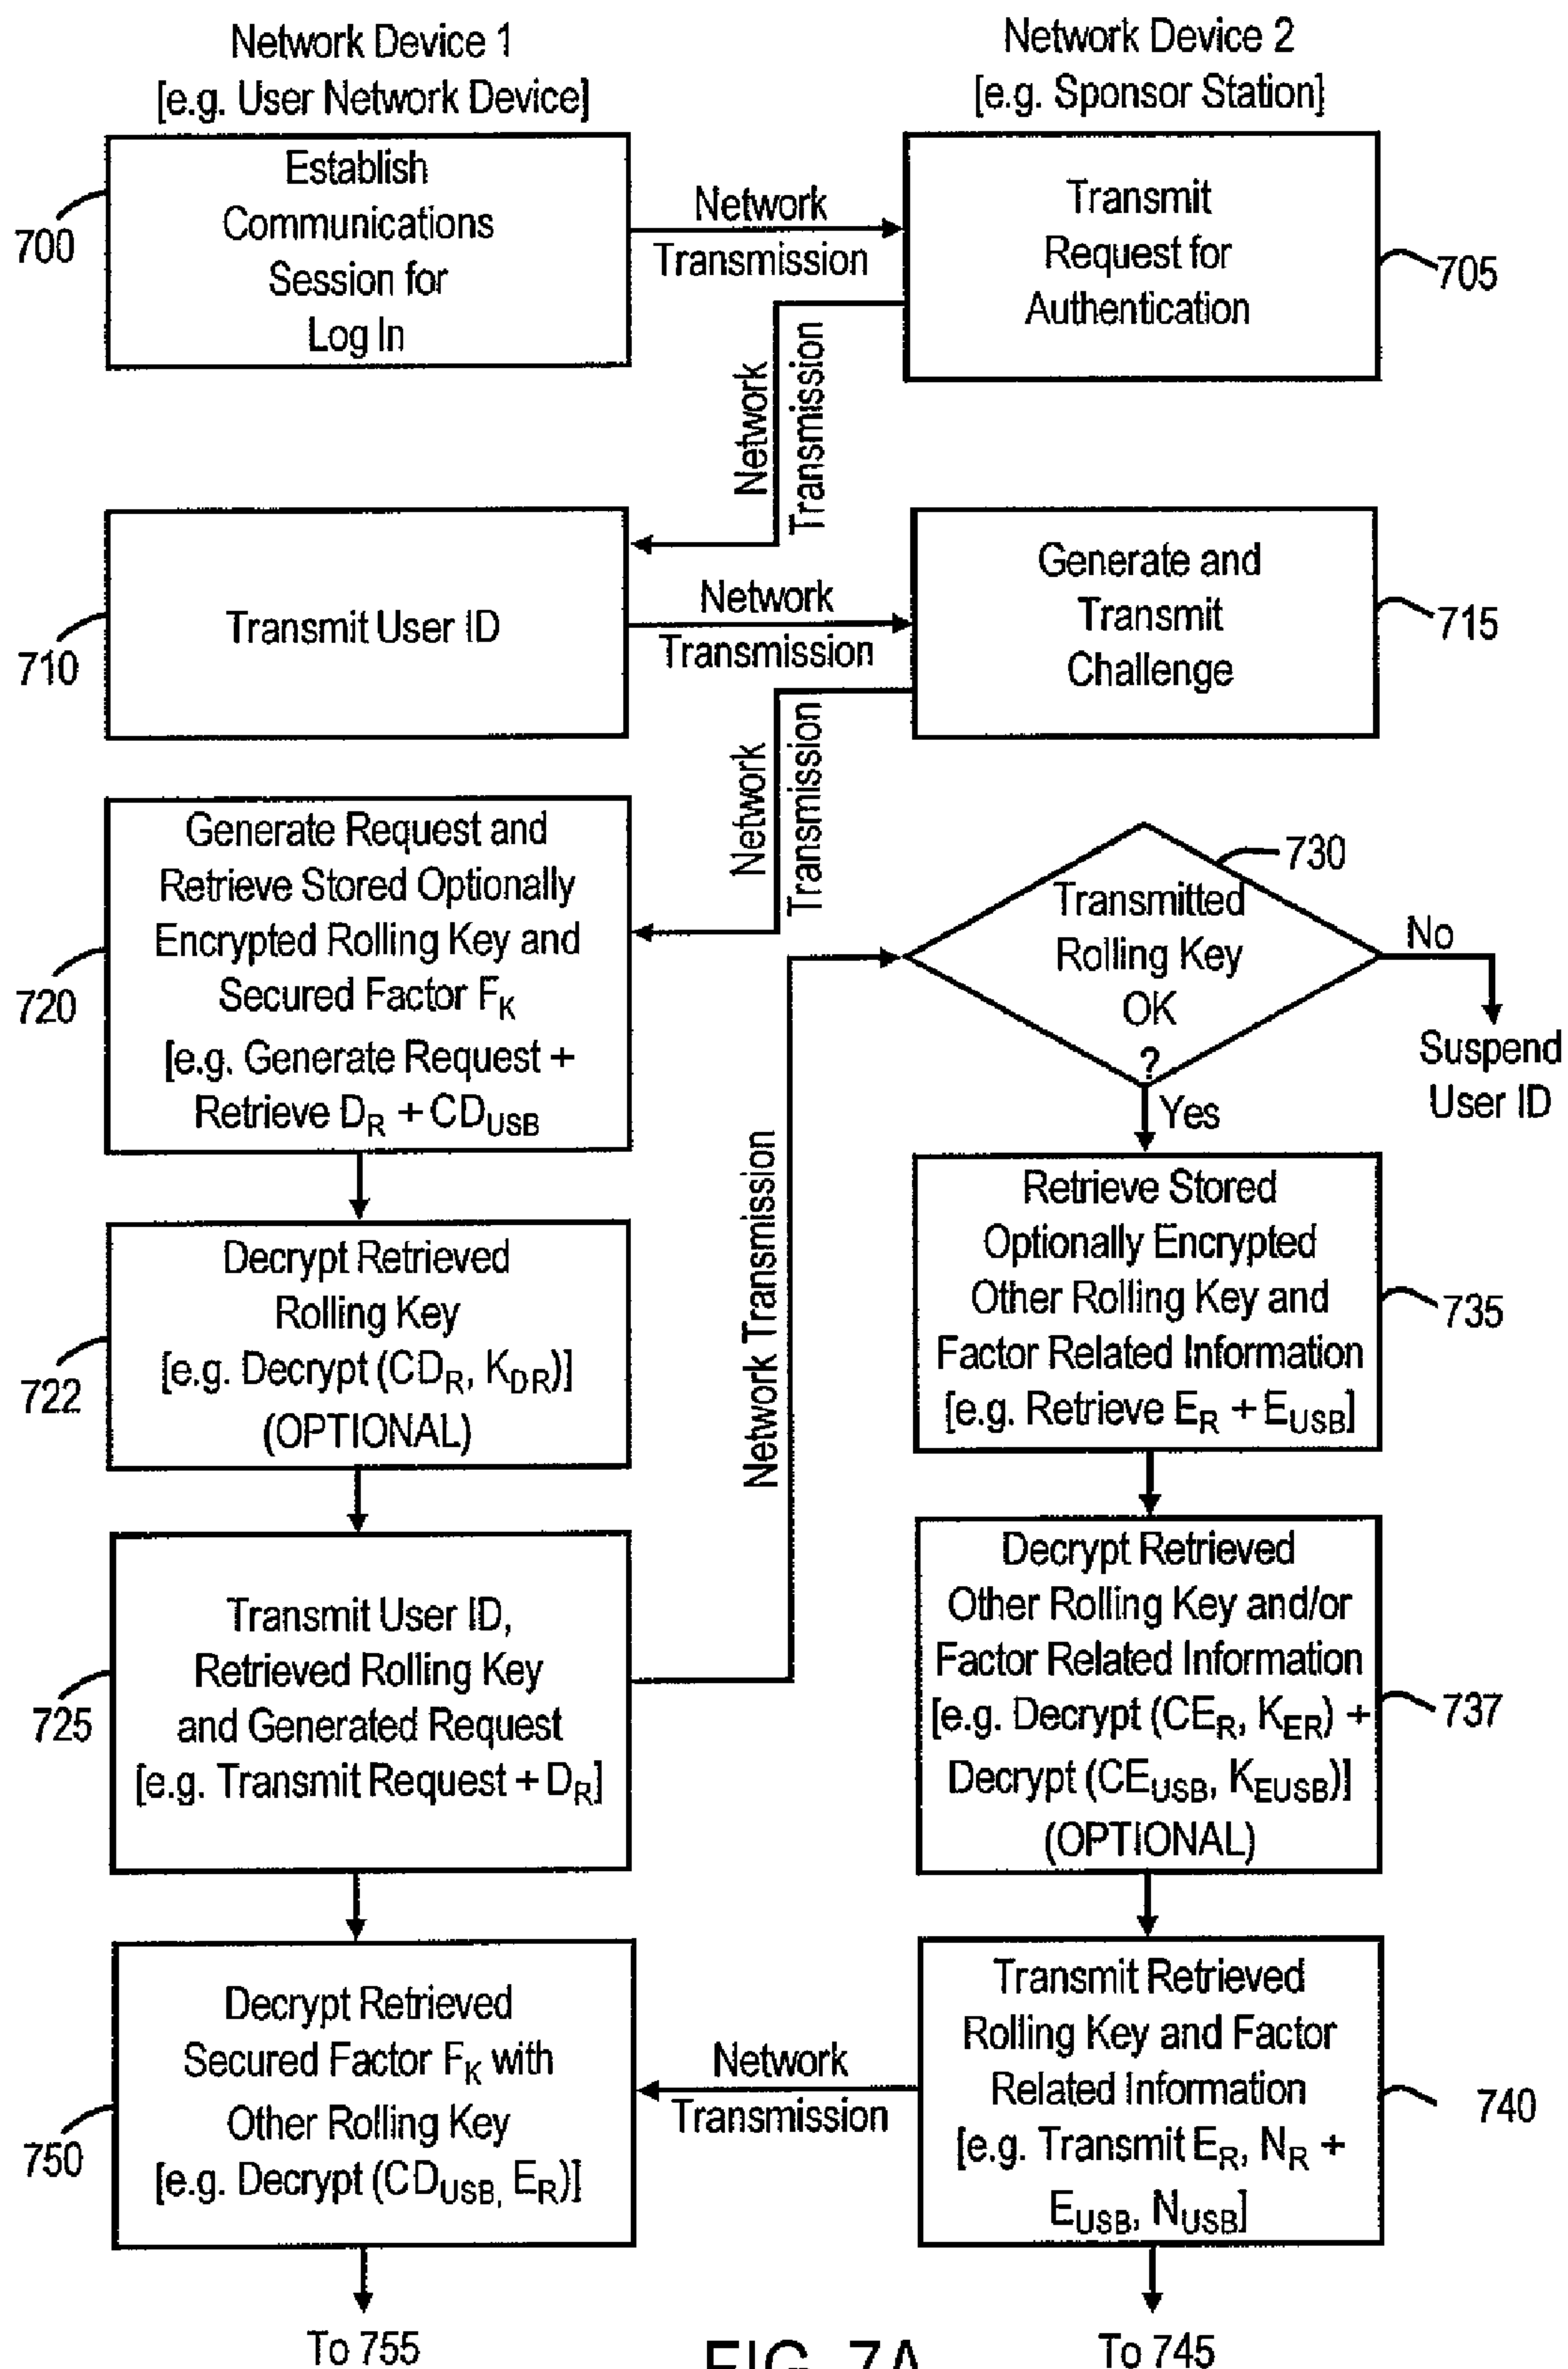 Network Device 1
[e.g. User Network Device]
Network Device 2
[e.g. Sponsor Station]
Establish
Communications
Session for
Log In
700
Network
Transmission
Transmit
Request for
Authentication
705
Network
Transmission
Transmit User ID
710
Network
Transmission
Generate and
Transmit
Challenge
715
Network
Transmission
Generate Request and
Retrieve Stored Optionally
Encrypted Rolling Key and
Secured Factor FK
[e.g. Generate Request +
Retrieve DR + CDUSB
720
730
Transmitted
Rolling Key
OK
?
No
Suspend
User ID
Yes
Decrypt Retrieved
Rolling Key
[e.g. Decrypt (CDR, KDR)]
(OPTIONAL)
722
Network Transmission
Retrieve Stored
Optionally Encrypted
Other Rolling Key and
Factor Related Information
[e.g. Retrieve ER + EUSB]
735
Transmit User ID,
Retrieved Rolling Key
and Generated Request
[e.g. Transmit Request + DR]
725
Decrypt Retrieved
Other Rolling Key and/or
Factor Related Information
[e.g. Decrypt (CER, KER) +
Decrypt (CEUSB, KEUSB)]
(OPTIONAL)
737
Decrypt Retrieved
Secured Factor FK with
Other Rolling Key
[e.g. Decrypt (CDUSB, ER)]
750
Network
Transmission
Transmit Retrieved
Rolling Key and Factor
Related Information
[e.g. Transmit ER, NR +
EUSB, NUSB]
740
To 755
FIG. 7A
To 745